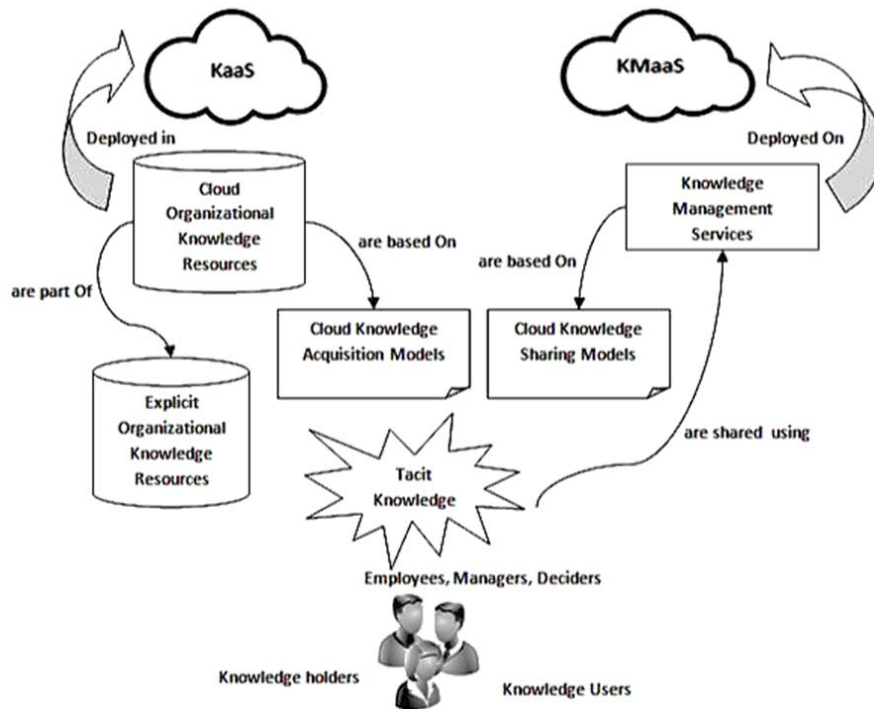 KaaS
KMaaS
Deployed in
Deployed On
Cloud
Organizational
Knowledge
Resources
Knowledge
Management
Services
are based On
are based On
are part Of
Cloud Knowledge
Acquisition Models
Cloud Knowledge
Sharing Models
Explicit
Organizational
Knowledge
Resources
are shared using
Tacit
Knowledge
Employees, Managers, Deciders
Knowledge holders
Knowledge Users